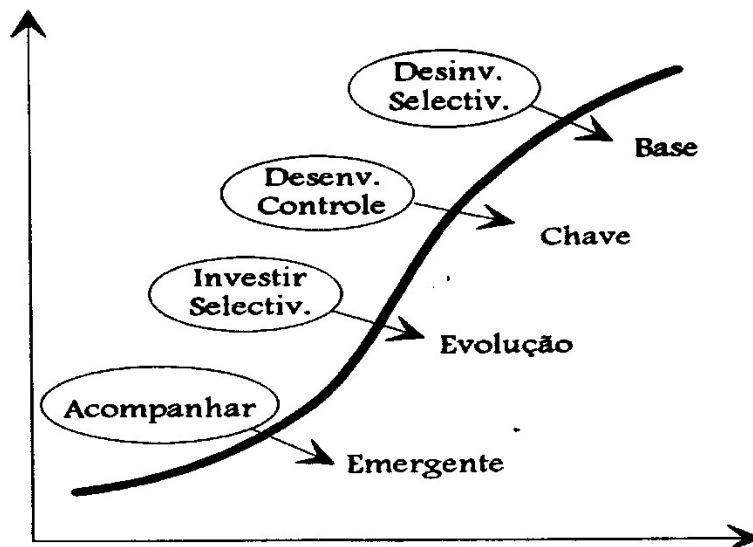 Desinv.
Selectiv.
Base
Desenv.
Controle
Chave
Investir
Selectiv.
Evolução
Acompanhar
Emergente